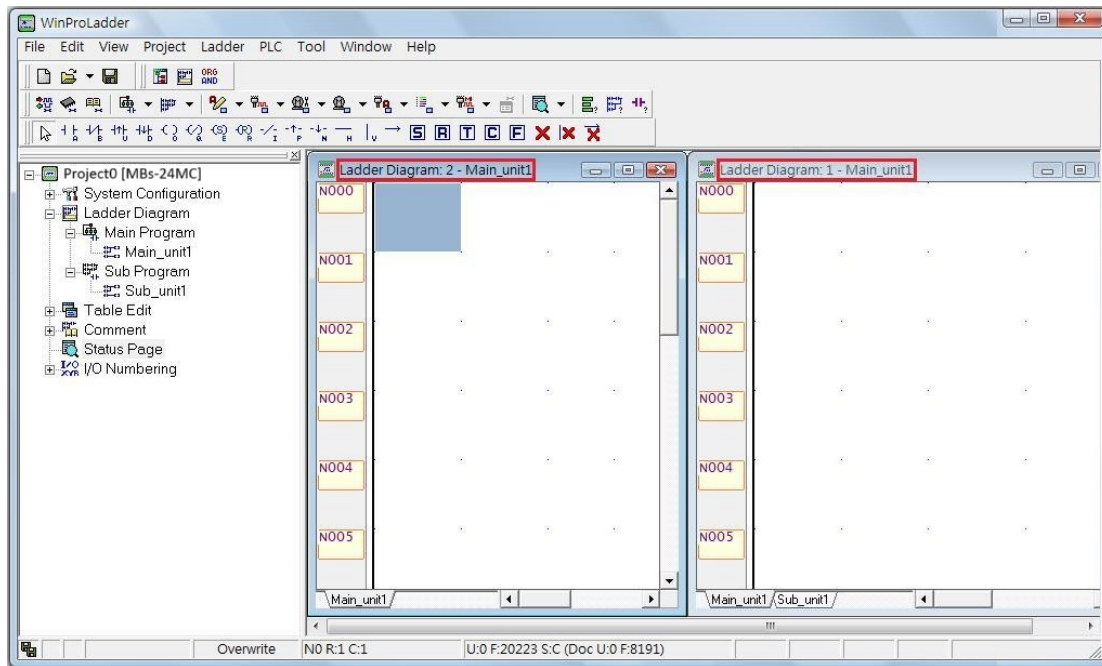 WinProLadder
File Edit View Project Ladder PLC Tool Window Help
ORG
AND
A B U D O Q S R I P N H V S R T C F
Project0 [MBs-24MC]
System Configuration
Ladder Diagram
Main Program
Main_unit1
Sub Program
Sub_unit1
Table Edit
Comment
Status Page
I/O Numbering
Ladder Diagram: 2 - Main_unit1
N000
N001
N002
N003
N004
N005
Main_unit1
Ladder Diagram: 1 - Main_unit1
N000
N001
N002
N003
N004
N005
Main_unit1 Sub_unit1
Overwrite N0 R:1 C:1 U:0 F:20223 S:C (Doc U:0 F:8191)